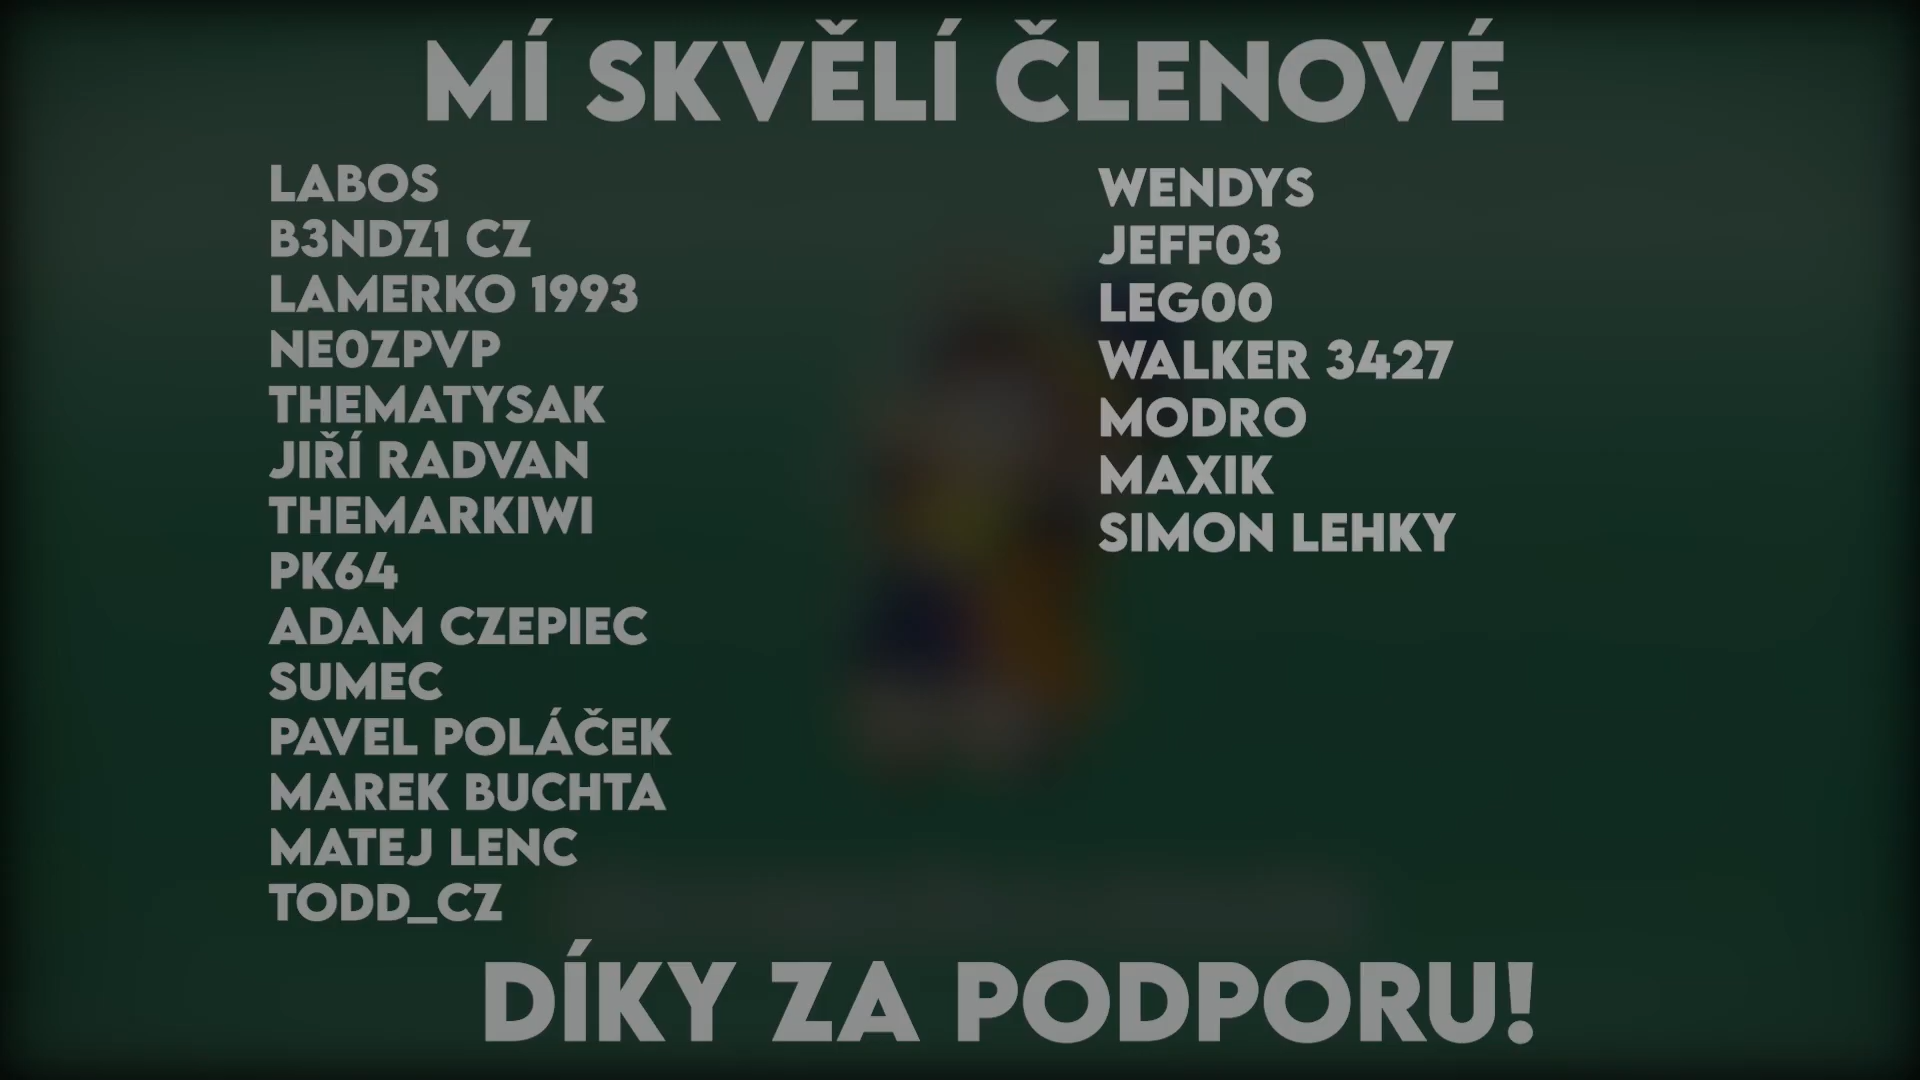 MÍ SKVĚLÍ ČLENOVÉ
LABOS
B3NDZ1 CZ
LAMERKO 1993
NE0ZPVP
THEMATYSAK
JIŘÍ RADVAN
THEMARKIWI
PK64
ADAM CZEPIEC
SUMEC
PAVEL POLÁČEK
MAREK BUCHTA
MATEJ LENC
TODD_CZ
WENDYS
JEFF03
LEG00
WALKER 3427
MODRO
MAXIK
SIMON LEHKY
DÍKY ZA PODPORU!